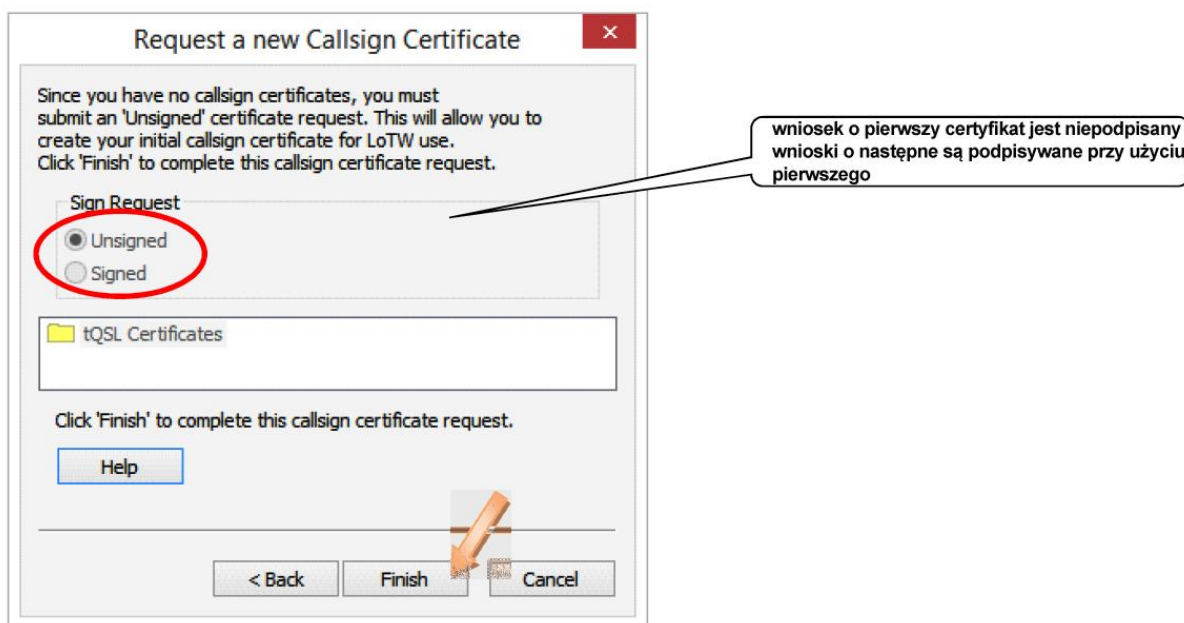 Request a new Callsign Certificate
Since you have no callsign certificates, you must
submit an 'Unsigned' certificate request. This will allow you to
create your initial callsign certificate for LoTW use.
Click 'Finish' to complete this callsign certificate request.
wniosek o pierwszy certyfikat jest niepodpisany
wnioski o następne są podpisywane przy użyciu
pierwszego
Sign Request
Unsigned
Signed
tQSL Certificates
Click 'Finish' to complete this callsign certificate request.
Help
< Back Finish Cancel